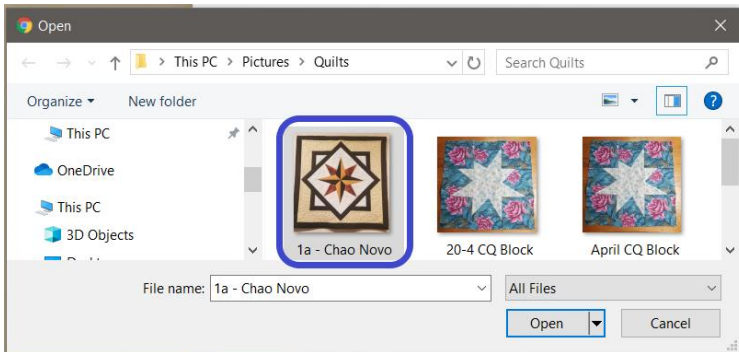 Open
This PC > Pictures > Quilts
Search Quilts
Organize
New folder
This PC
OneDrive
This PC
3D Objects
1a - Chao Novo
20-4 CQ Block
April CQ Block
File name: 1a - Chao Novo
All Files
Open
Cancel